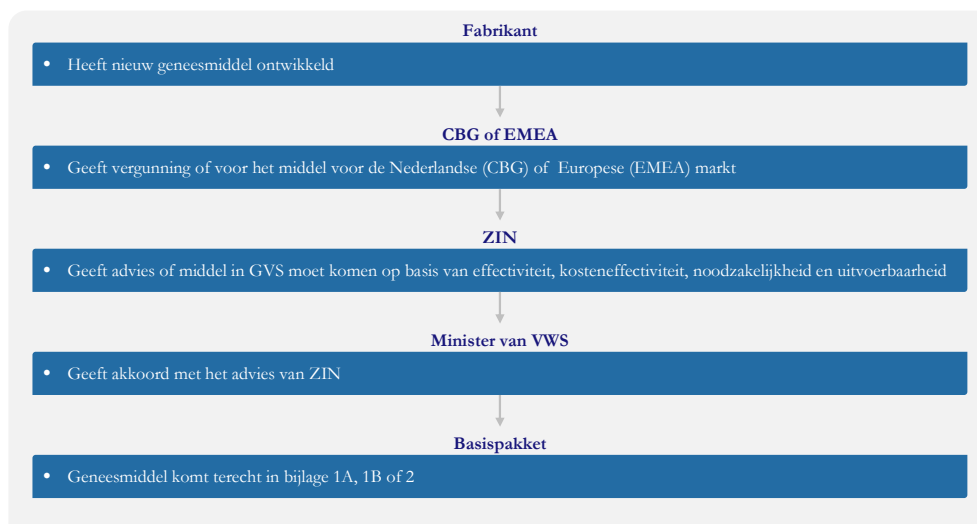 Fabrikant
• Heeft nieuw geneesmiddel ontwikkeld
CBG of EMEA
• Geeft vergunning of voor het middel voor de Nederlandse (CBG) of Europese (EMEA) markt
ZIN
• Geeft advies of middel in GVS moet komen op basis van effectiviteit, kosteneffectiviteit, noodzakelijkheid en uitvoerbaarheid
Minister van VWS
• Geeft akkoord met het advies van ZIN
Basispakket
• Geneesmiddel komt terecht in bijlage 1A, 1B of 2